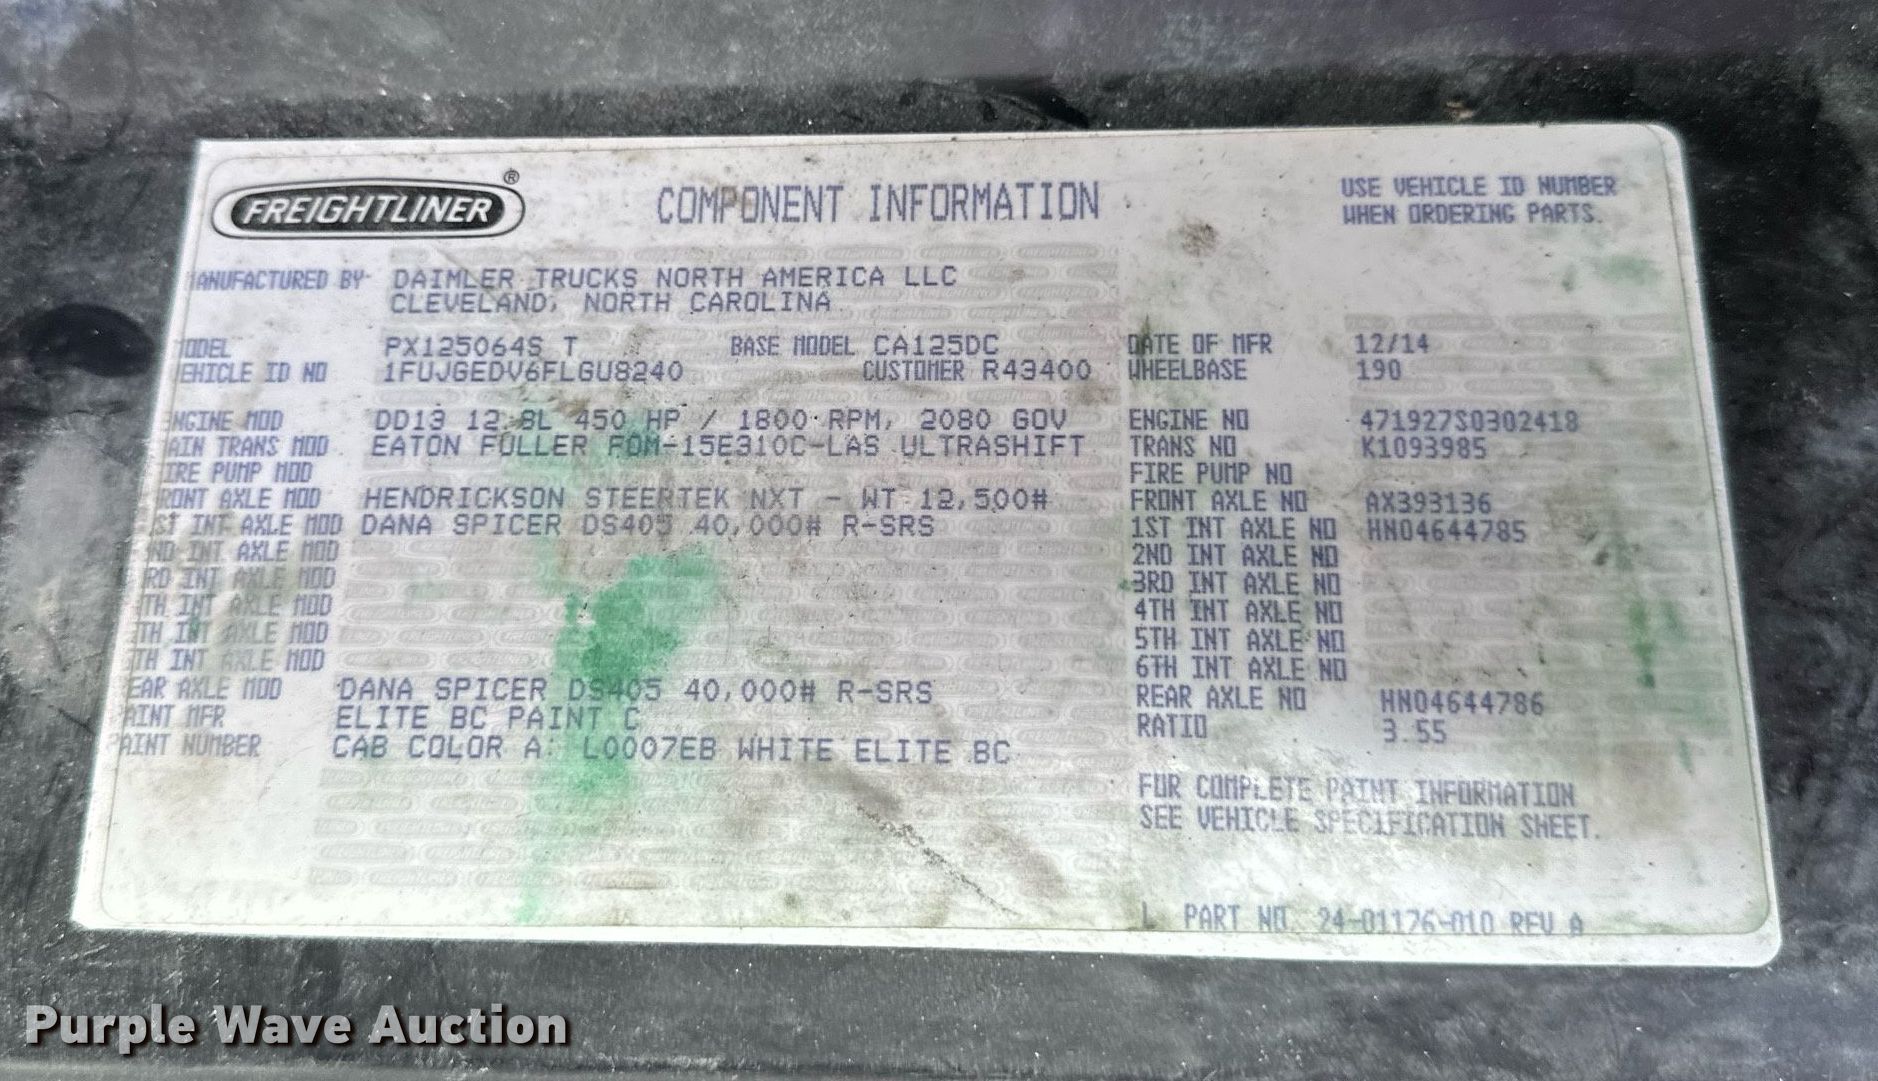 FREIGHTLINER ®
COMPONENT INFORMATION
USE VEHICLE ID NUMBER
WHEN ORDERING PARTS.
ANUFACTURED BY· DAIMLER TRUCKS NORTH AMERICA LLC
CLEVELAND, NORTH CAROLINA
ODEL PX125064S T BASE MODEL CA125DC DATE OF MFR 12/14
EHICLE ID NO 1FUJGEDV6FLGU8240 CUSTOMER R43400 WHEELBASE 190
NGINE MOD DD13 12.8L 450 HP / 1800 RPM, 2080 GOV ENGINE NO 471927S0302418
AIN TRANS MOD EATON FULLER FOM-15E310C-LAS ULTRASHIFT TRANS NO K1093985
IRE PUMP MOD FIRE PUMP NO
RONT AXLE MOD HENDRICKSON STEERTEK NXT - WT 12,500# FRONT AXLE NO AX393136
ST INT AXLE MOD DANA SPICER DS405 40,000# R-SRS 1ST INT AXLE NO HN04644785
ND INT AXLE MOD 2ND INT AXLE NO
RD INT AXLE MOD 3RD INT AXLE NO
TH INT AXLE MOD 4TH INT AXLE NO
TH INT AXLE MOD 5TH INT AXLE NO
TH INT AXLE MOD 6TH INT AXLE NO
EAR AXLE MOD DANA SPICER DS405 40,000# R-SRS REAR AXLE NO HN04644786
AINT MFR ELITE BC PAINT C RATIO 3.55
PAINT NUMBER CAB COLOR A: L0007EB WHITE ELITE BC
FOR COMPLETE PAINT INFORMATION
SEE VEHICLE SPECIFICATION SHEET.
L PART NO. 24-01176-010 REV A
Purple Wave Auction